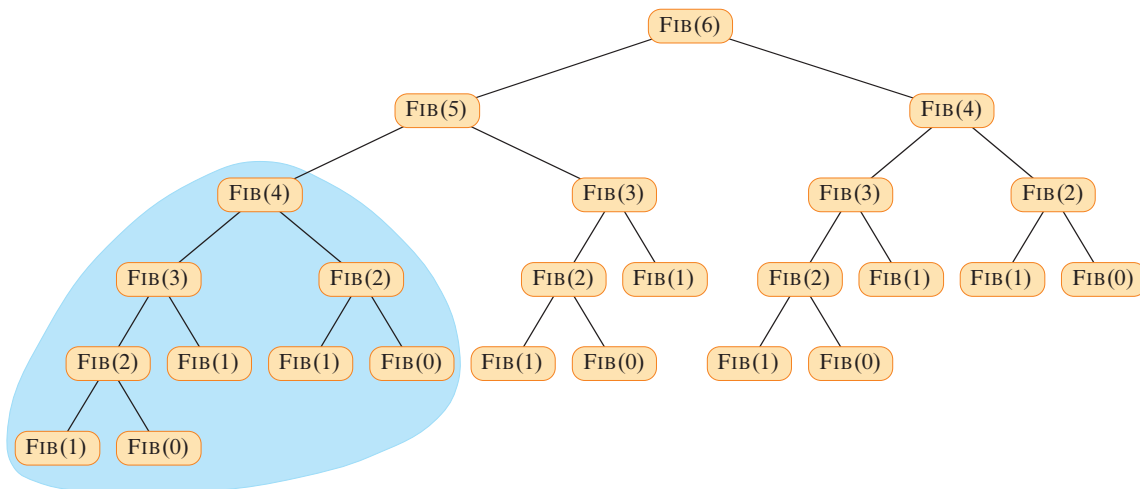 FIB(6)
FIB(5) FIB(4)
FIB(4) FIB(3) FIB(3) FIB(2)
FIB(3) FIB(2) FIB(2) FIB(1) FIB(2) FIB(1) FIB(1) FIB(0)
FIB(2) FIB(1) FIB(1) FIB(0) FIB(1) FIB(0) FIB(1) FIB(0)
FIB(1) FIB(0)